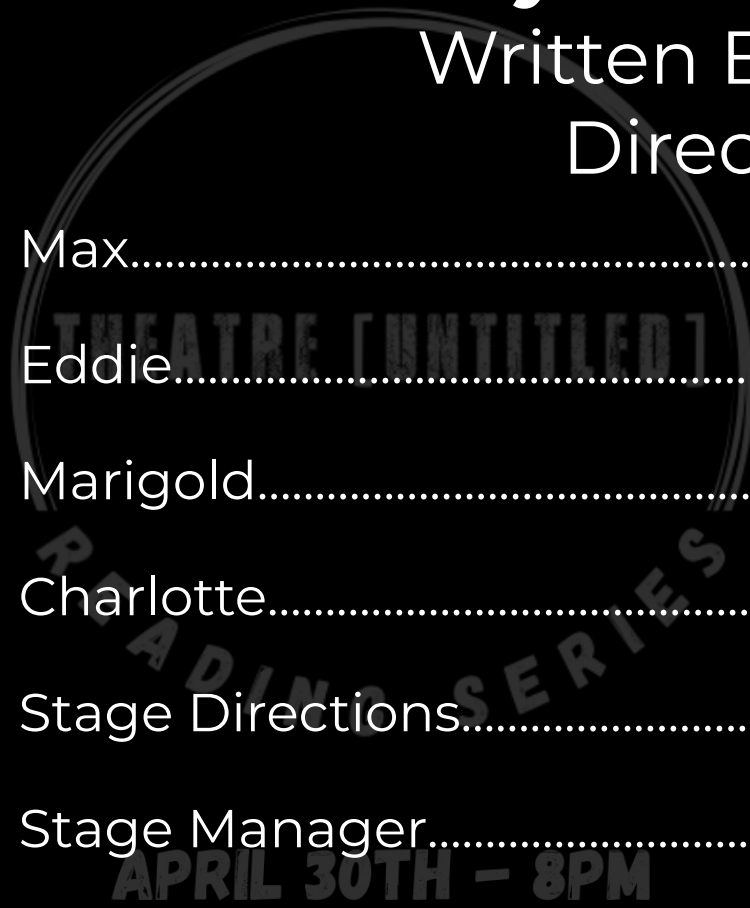 Written B
Direc
Max..................................................
THEATRE [UNTITLED]
Eddie..................................................
Marigold..................................................
READING SERIES
Charlotte..................................................
Stage Directions..............................
Stage Manager..................................
APRIL 30TH – 8PM